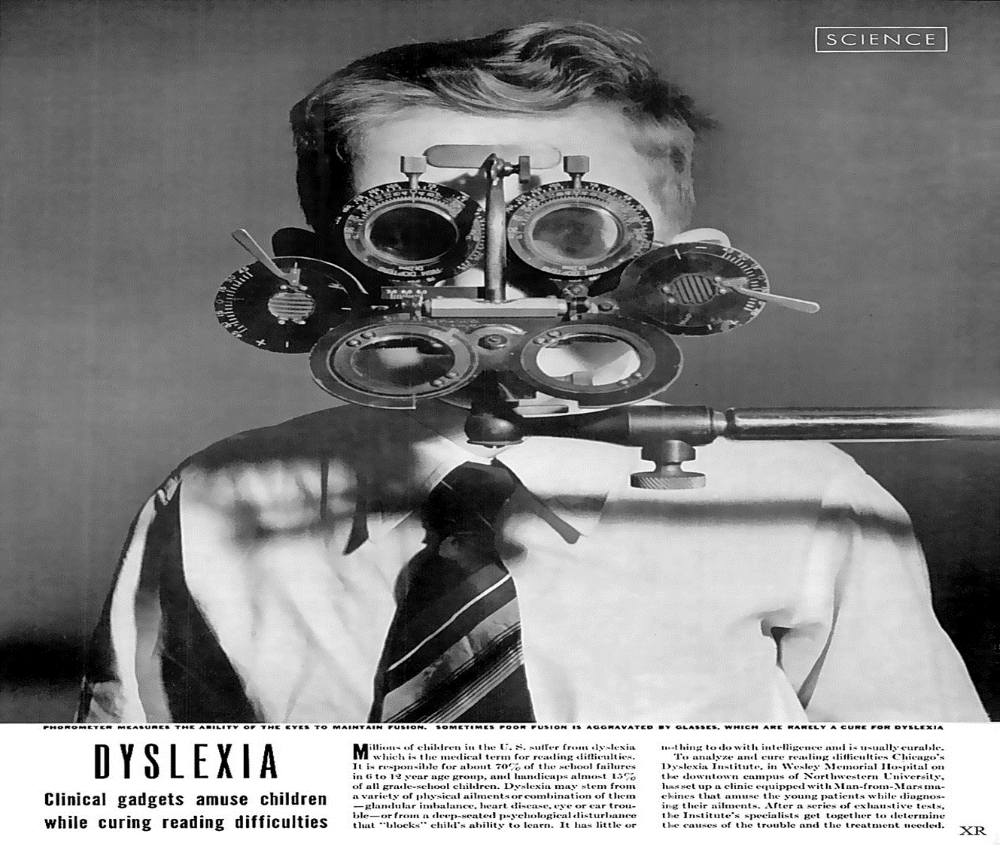 SCIENCE
PHOROMETER MEASURES THE ABILITY OF THE EYES TO MAINTAIN FUSION. SOMETIMES POOR FUSION IS AGGRAVATED BY GLASSES, WHICH ARE RARELY A CURE FOR DYSLEXIA
DYSLEXIA
Clinical gadgets amuse children
while curing reading difficulties
Millions of children in the U. S. suffer from dyslexia
which is the medical term for reading difficulties.
It is responsible for about 70% of the school failures
in 6 to 12 year age group, and handicaps almost 15%
of all grade-school children. Dyslexia may stem from
a variety of physical ailments or combination of them
—glandular imbalance, heart disease, eye or ear trou-
ble—or from a deep-seated psychological disturbance
that "blocks" child's ability to learn. It has little or
nothing to do with intelligence and is usually curable.
To analyze and cure reading difficulties Chicago's
Dyslexia Institute, in Wesley Memorial Hospital on
the downtown campus of Northwestern University,
has set up a clinic equipped with Man-from-Mars ma-
chines that amuse the young patients while diagnos-
ing their ailments. After a series of exhaustive tests,
the Institute's specialists get together to determine
the causes of the trouble and the treatment needed.
XR